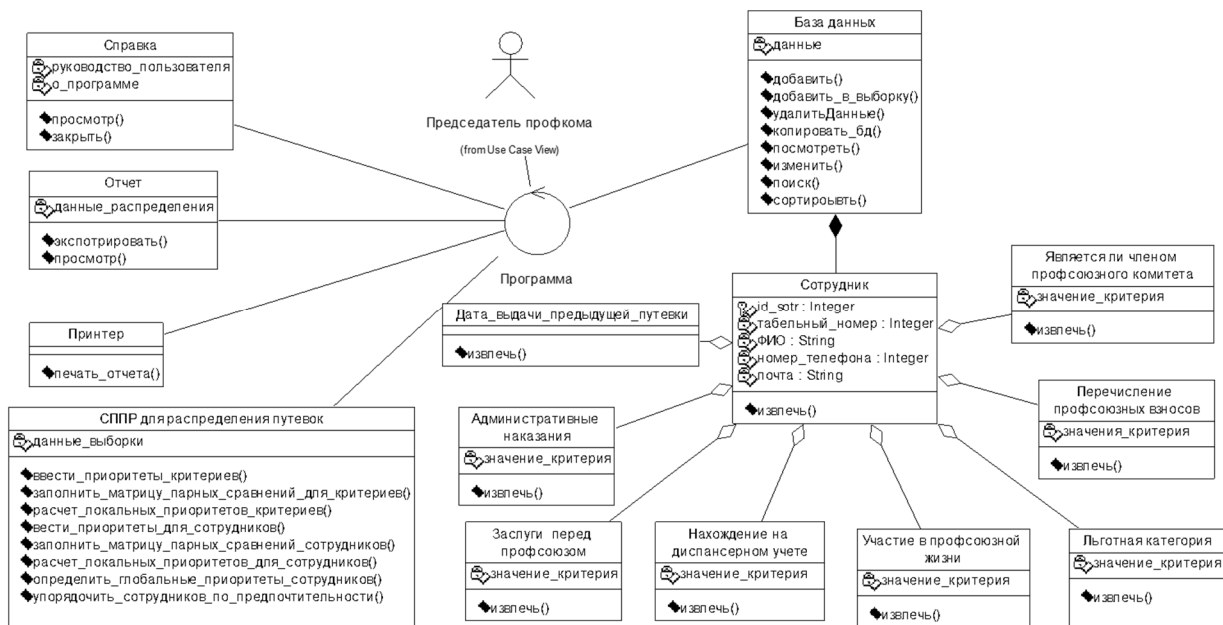 Справка
руководство_пользователя
о_программе
просмотр()
закрыть()
Председатель профкома
(from Use Case View)
База данных
данные
добавить()
добавить_в_выборку()
удалитьДанные()
копировать_бд()
посмотреть()
изменить()
поиск()
сортироывть()
Отчет
данные_распределения
экспотрировать()
просмотр()
Программа
Принтер
печать_отчета()
Дата_выдачи_предыдущей_путевки
извлечь()
Сотрудник
id_sotr : Integer
табельный_номер : Integer
ФИО : String
номер_телефона : Integer
почта : String
извлечь()
Является ли членом
профсоюзного комитета
значение_критерия
извлечь()
СППР для распределения путевок
данные_выборки
ввести_приоритеты_критериев()
заполнить_матрицу_парных_сравнений_для_критериев()
расчет_локальных_приоритетов_критериев()
вести_приоритеты_для_сотрудников()
заполнить_матрицу_парных_сравнений_сотрудников()
расчет_локальных_приоритетов_для_сотрудников()
определить_глобальные_приоритеты_сотрудников()
упорядочить_сотрудников_по_предпочтительности()
Административные
наказания
значение_критерия
извлечь()
Перечисление
профсоюзных взносов
значения_критерия
извлечь()
Заслуги перед
профсоюзом
значение_критерия
извлечь()
Нахождение на
диспансерном учете
значение_критерия
извлечь()
Участие в профсоюзной
жизни
значение_критерия
извлечь()
Льготная категория
значение_критерия
извлечь()